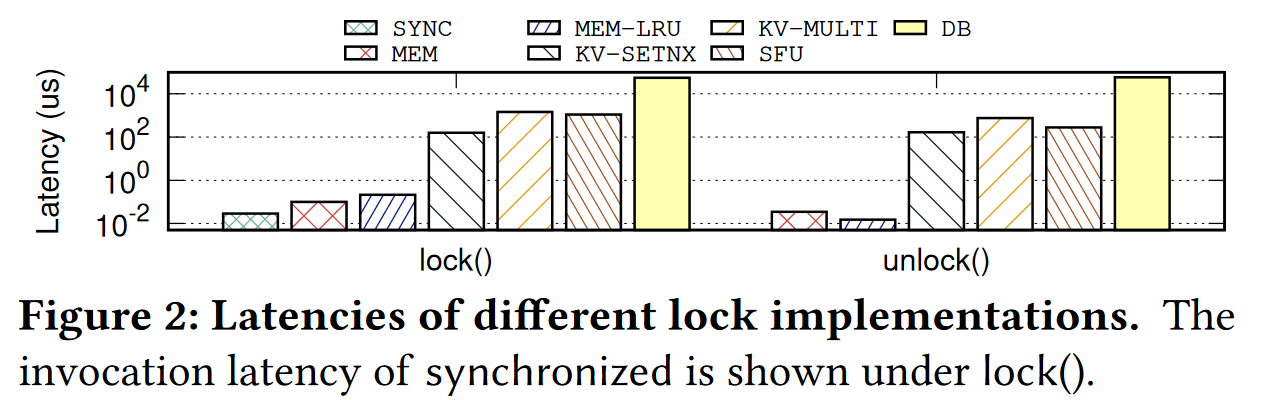 SYNC MEM-LRU KV-MULTI DB
MEM KV-SETNX SFU
Latency (us)
10^4
10^2
10^0
10^-2
lock() unlock()
Figure 2: Latencies of different lock implementations. The
invocation latency of synchronized is shown under lock().